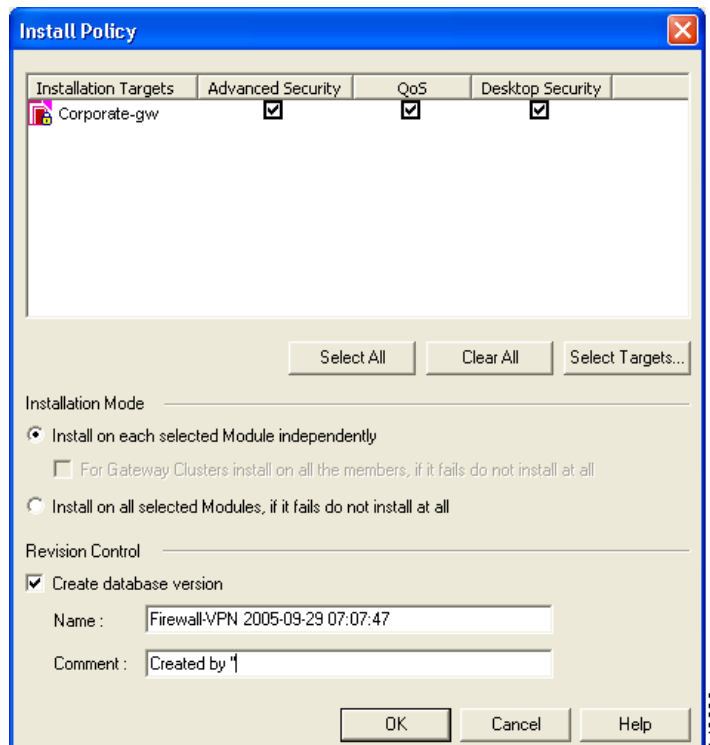 Install Policy
Installation Targets Advanced Security QoS Desktop Security
Corporate-gw
Select All Clear All Select Targets...
Installation Mode
Install on each selected Module independently
For Gateway Clusters install on all the members, if it fails do not install at all
Install on all selected Modules, if it fails do not install at all
Revision Control
Create database version
Name : Firewall-VPN 2005-09-29 07:07:47
Comment : Created by "
OK Cancel Help